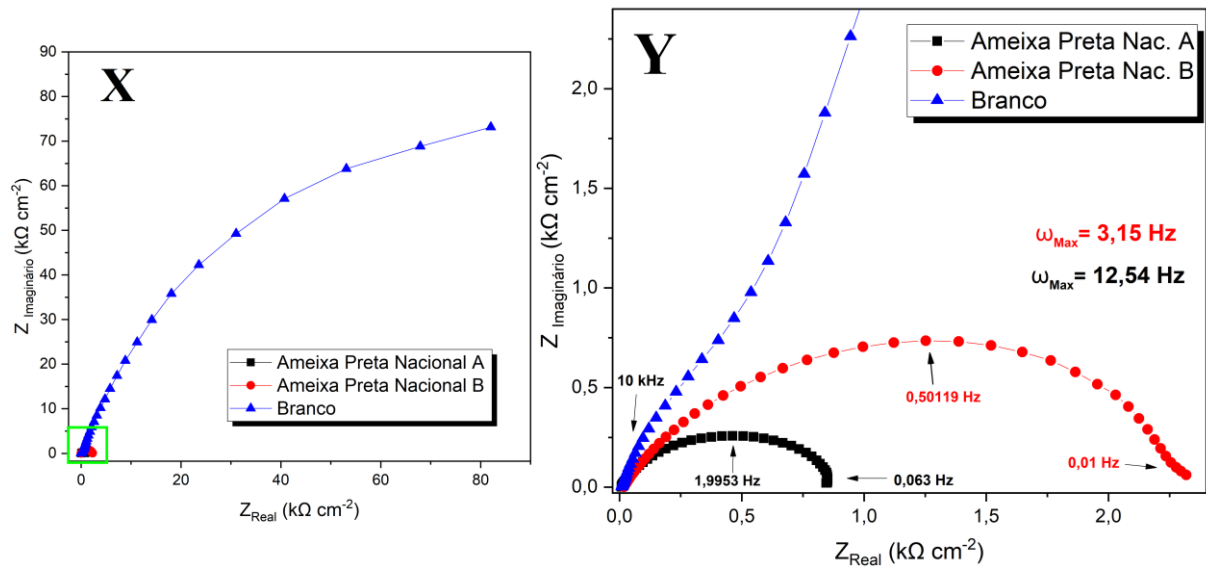 X
Z Imaginário (kΩ cm-2)
90
80
70
60
50
40
30
20
10
0
Ameixa Preta Nacional A
Ameixa Preta Nacional B
Branco
0 20 40 60 80
ZReal (kΩ cm-2)
Y
Z Imaginário (kΩ cm-2)
2,0
1,5
1,0
0,5
0,0
Ameixa Preta Nac. A
Ameixa Preta Nac. B
Branco
ωMax= 3,15 Hz
ωMax= 12,54 Hz
10 kHz
0,50119 Hz
1,9953 Hz
0,063 Hz
0,01 Hz
0,0 0,5 1,0 1,5 2,0
ZReal (kΩ cm-2)